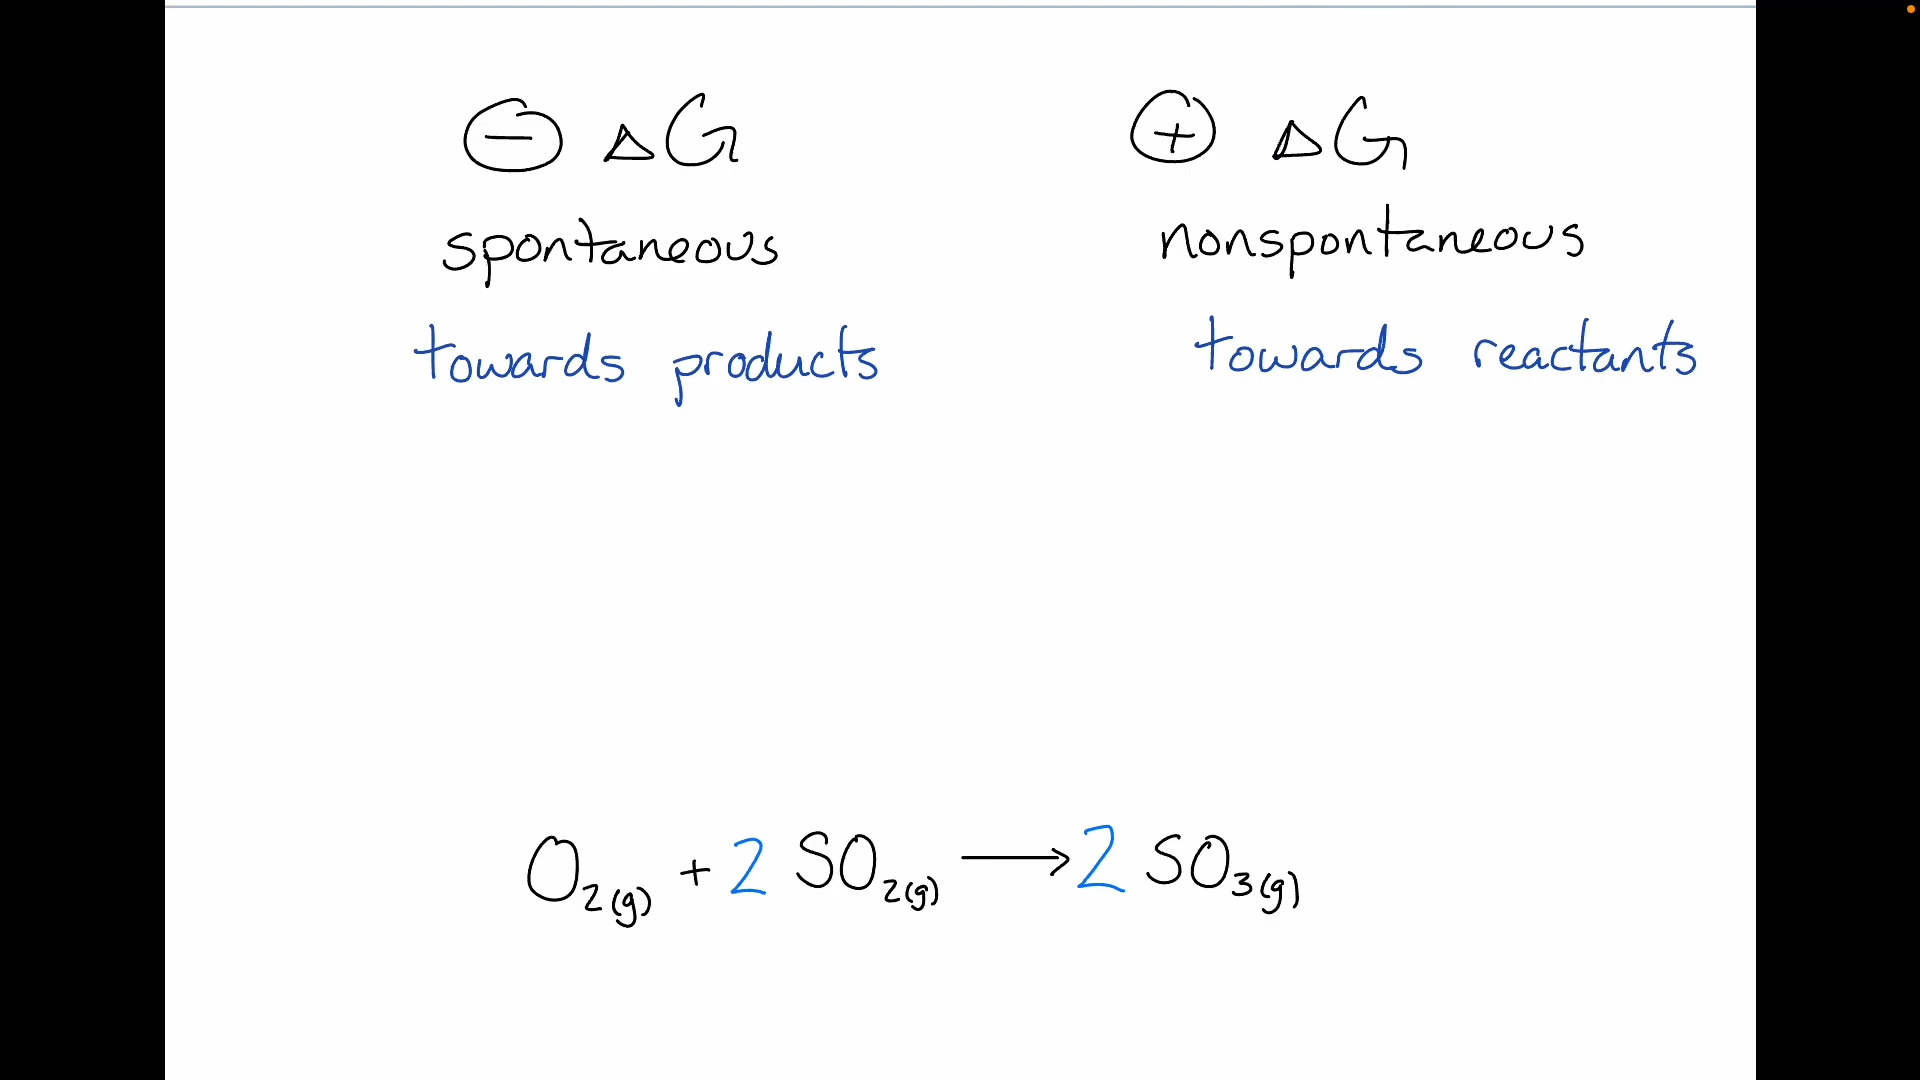 ⊖ ΔG
⊕ ΔG
spontaneous
nonspontaneous
towards products
towards reactants
O₂(g) + 2 SO₂(g) ⟶ 2 SO₃(g)